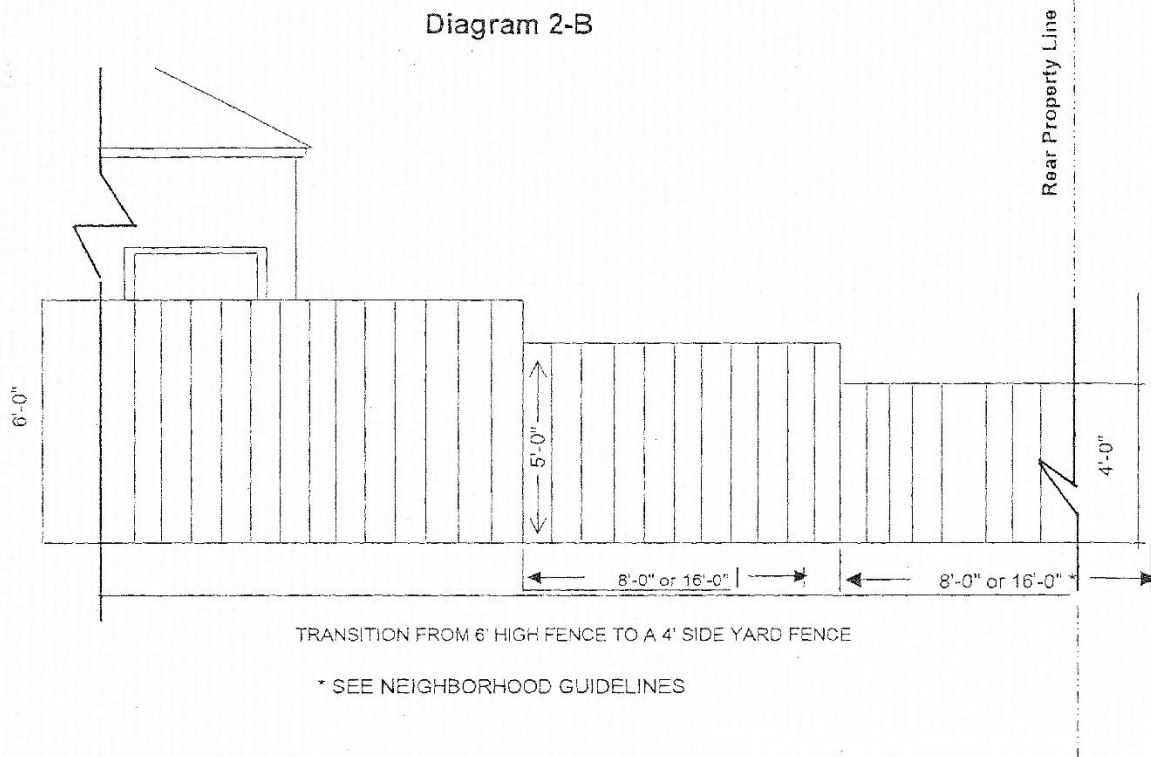 Diagram 2-B
Rear Property Line
6'-0"
5'-0"
4'-0"
8'-0" or 16'-0"
8'-0" or 16'-0" *
TRANSITION FROM 6' HIGH FENCE TO A 4' SIDE YARD FENCE
* SEE NEIGHBORHOOD GUIDELINES